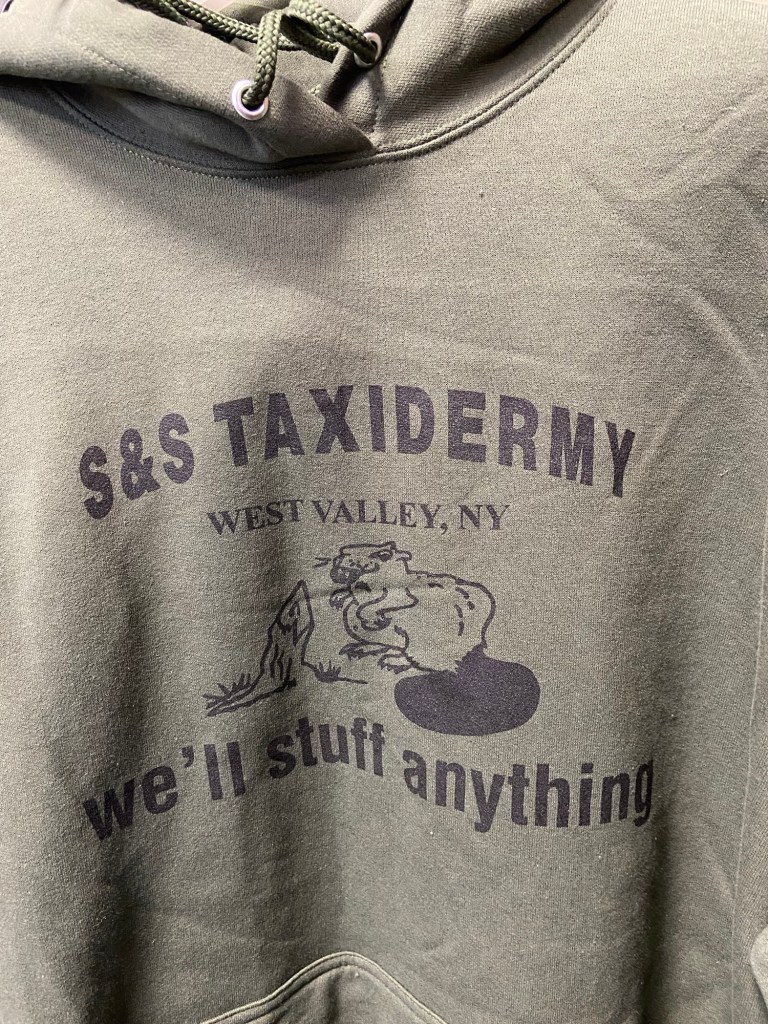 S&S TAXIDERMY
WEST VALLEY, NY
we'll stuff anything